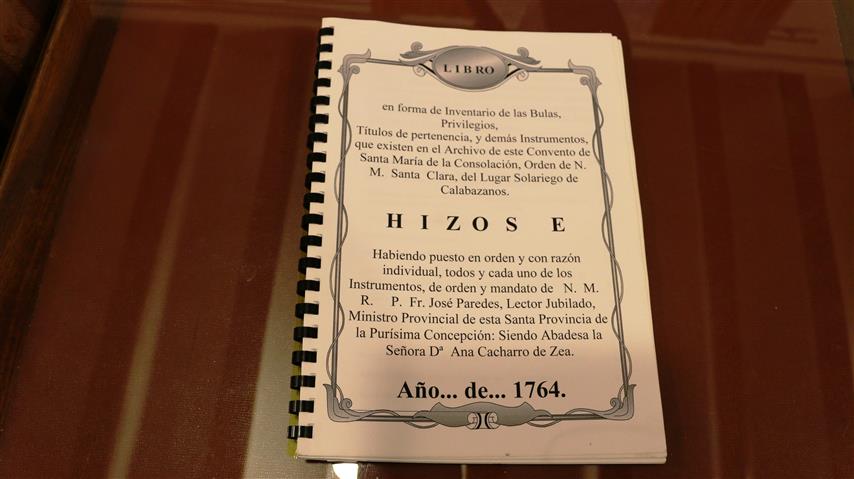 LIBRO
en forma de Inventario de las Bulas,
Privilegios,
Títulos de pertenencia, y demás Instrumentos,
que existen en el Archivo de este Convento de
Santa María de la Consolación, Orden de N.
M. Santa Clara, del Lugar Solariego de
Calabazanos.
HIZOS E
Habiendo puesto en orden y con razón
individual, todos y cada uno de los
Instrumentos, de orden y mandato de N. M.
R. P. Fr. José Paredes, Lector Jubilado,
Ministro Provincial de esta Santa Provincia de
la Purísima Concepción: Siendo Abadesa la
Señora Dª Ana Cacharro de Zea.
Año... de... 1764.